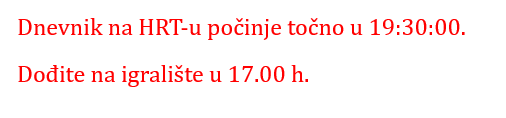 Dnevnik na HRT-u počinje točno u 19:30:00.
Dođite na igralište u 17.00 h.